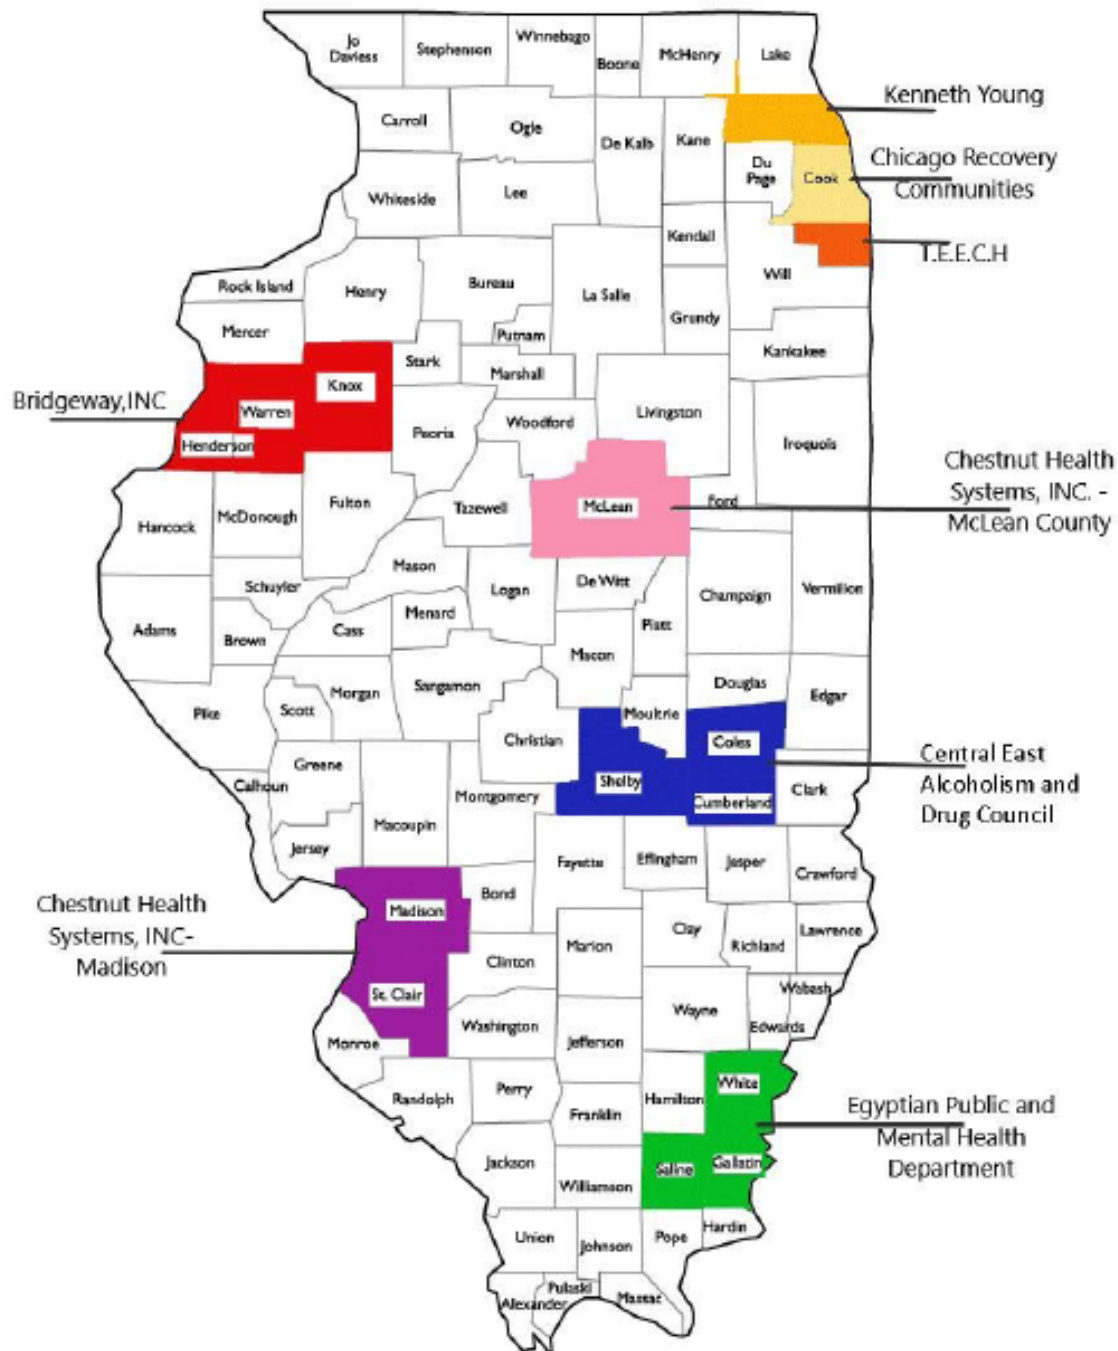 Jo
Daviess
Stephenson
Winnebago
Boone
McHenry
Lake
Kenneth Young
Carroll
Ogle
De Kalb
Kane
Du
Page
Cook
Chicago Recovery
Communities
Whiteside
Lee
Kendall
T.E.E.C.H
Will
Rock Island
Henry
Bureau
La Salle
Grundy
Mercer
Putnam
Kankakee
Stark
Marshall
Knox
Bridgeway,INC
Warren
Peoria
Woodford
Livingston
Iroquois
Henderson
Chestnut Health
Systems, INC. -
McLean County
Hancock
McDonough
Fulton
Tazewell
McLean
Ford
Mason
Schuyler
Logan
De Witt
Champaign
Vermilion
Adams
Brown
Cass
Menard
Piatt
Macon
Pike
Scott
Morgan
Sangamon
Douglas
Edgar
Christian
Moultrie
Coles
Central East
Alcoholism and
Drug Council
Greene
Calhoun
Shelby
Cumberland
Clark
Montgomery
Macoupin
Jersey
Fayette
Effingham
Jasper
Crawford
Chestnut Health
Systems, INC-
Madison
Madison
Bond
Clay
Richland
Lawrence
Marion
Clinton
St. Clair
Wabash
Wayne
Edwards
Washington
Jefferson
Monroe
White
Randolph
Perry
Hamilton
Franklin
Egyptian Public and
Mental Health
Department
Jackson
Saline
Gallatin
Williamson
Union
Johnson
Pope
Hardin
Alexander
Pulaski
Massac